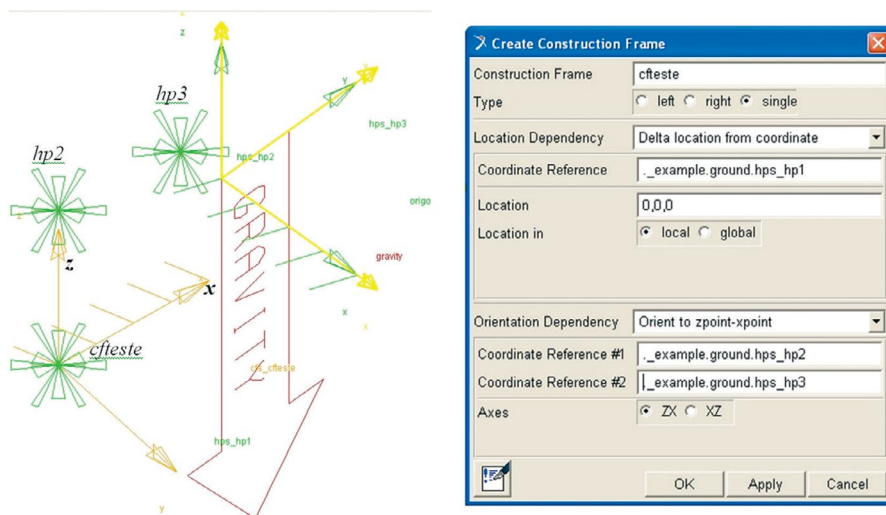 z
z
hp3
y
y
hps_hp3
hps_hp2
hp2
origo
z
z
gravity
x
GRAVITY
x
x
cfteste
cfs_cfteste
hps_hp1
y
Create Construction Frame
Construction Frame cfteste
Type left right single
Location Dependency Delta location from coordinate
Coordinate Reference ._example.ground.hps_hp1
Location 0,0,0
Location in local global
Orientation Dependency Orient to zpoint-xpoint
Coordinate Reference #1 ._example.ground.hps_hp2
Coordinate Reference #2 ._example.ground.hps_hp3
Axes ZX XZ
OK Apply Cancel